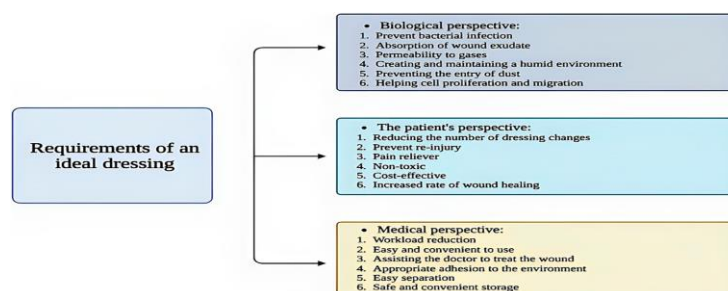 Requirements of an
ideal dressing
• Biological perspective:
1. Prevent bacterial infection
2. Absorption of wound exudate
3. Permeability to gases
4. Creating and maintaining a humid environment
5. Preventing the entry of dust
6. Helping cell proliferation and migration
• The patient's perspective:
1. Reducing the number of dressing changes
2. Prevent re-injury
3. Pain reliever
4. Non-toxic
5. Cost-effective
6. Increased rate of wound healing
• Medical perspective:
1. Workload reduction
2. Easy and convenient to use
3. Assisting the doctor to treat the wound
4. Appropriate adhesion to the environment
5. Easy separation
6. Safe and convenient storage